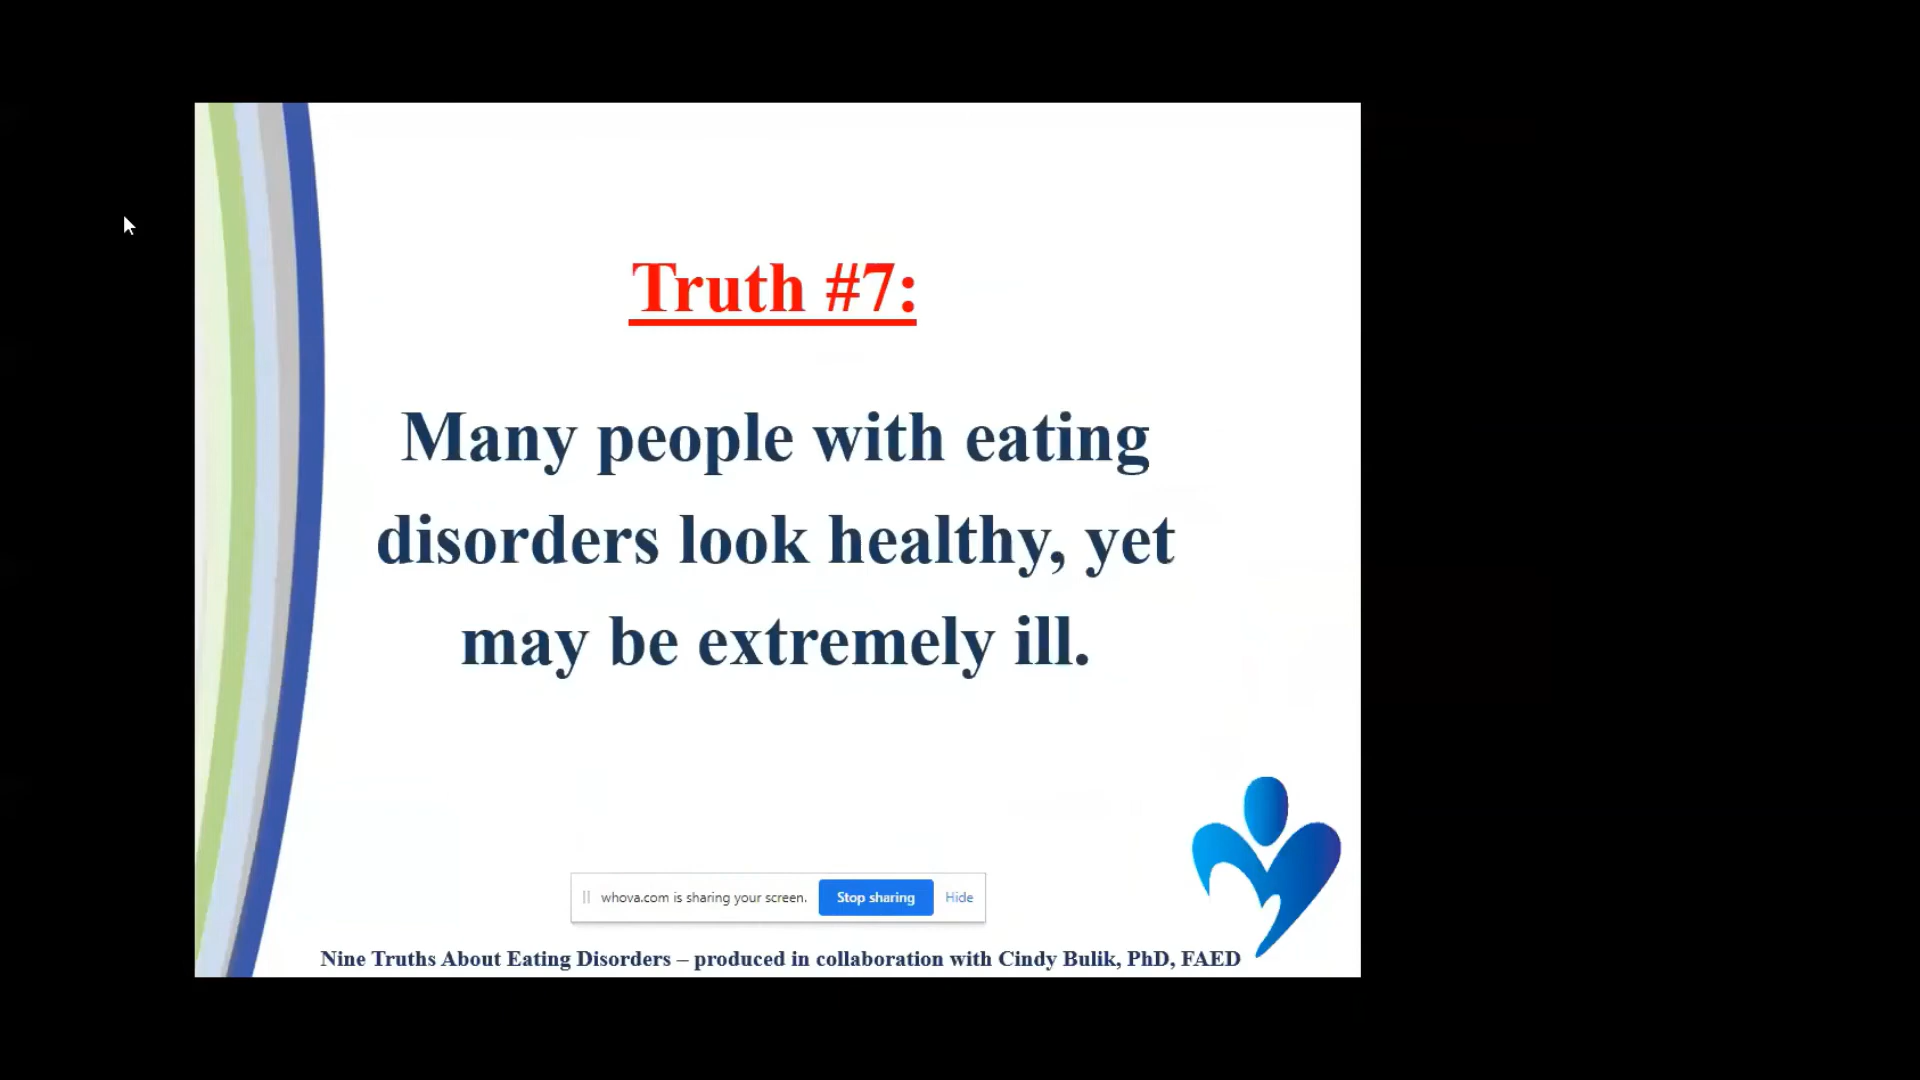 Truth #7:
Many people with eating
disorders look healthy, yet
may be extremely ill.
whova.com is sharing your screen. Stop sharing Hide
Nine Truths About Eating Disorders – produced in collaboration with Cindy Bulik, PhD, FAED